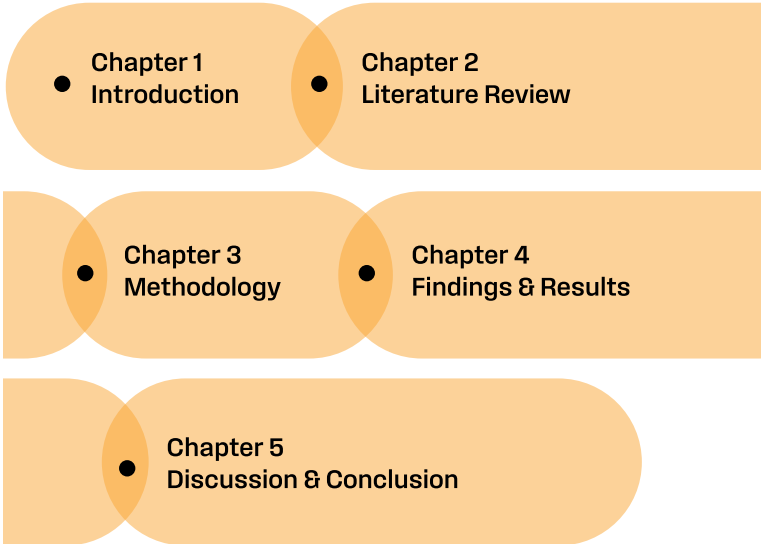 Chapter 1
Introduction
Chapter 2
Literature Review
Chapter 3
Methodology
Chapter 4
Findings & Results
Chapter 5
Discussion & Conclusion